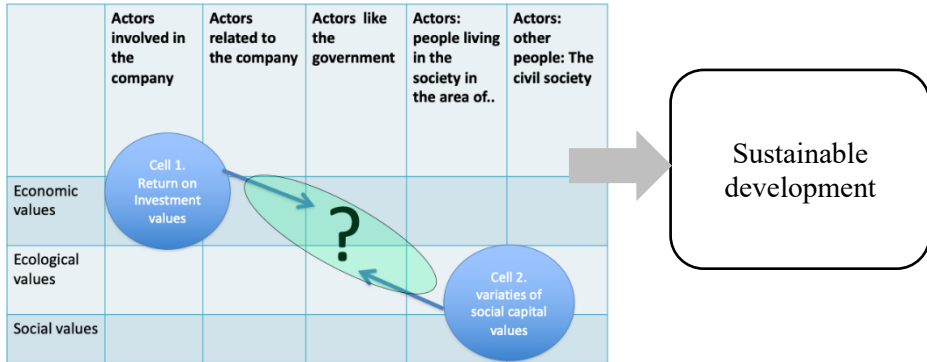 Actors
involved in
the
company
Actors
related to
the company
Actors like
the
government
Actors:
people living
in the
society in
the area of..
Actors:
other
people: The
civil society
Cell 1.
Return on
Investment
values
Economic
values
?
Ecological
values
Cell 2.
variaties of
social capital
values
Social values
Sustainable
development